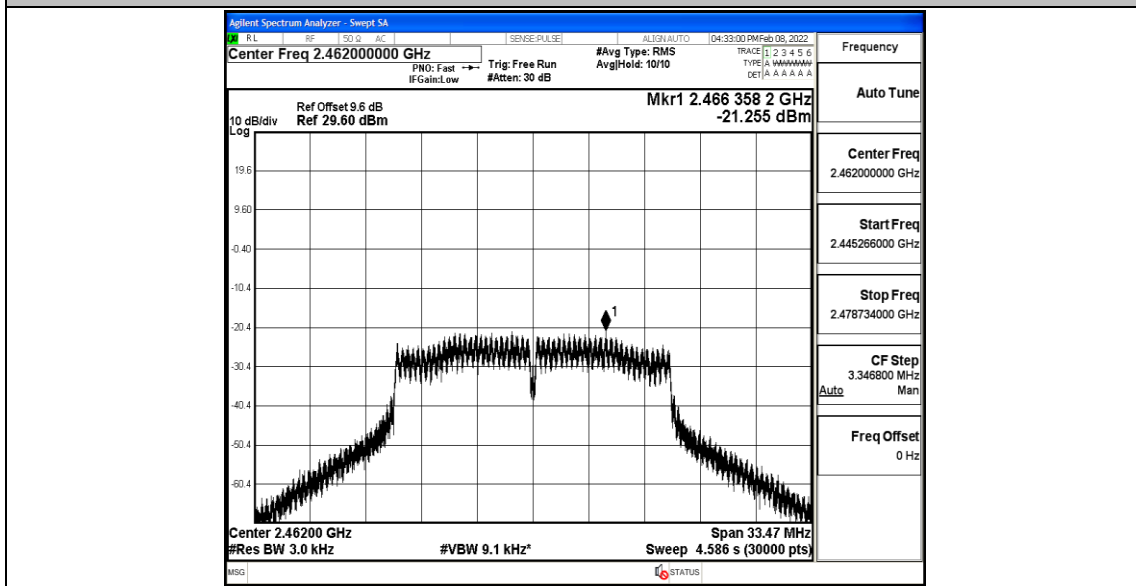 Agilent Spectrum Analyzer - Swept SA
RL RF 50 Ω AC SENSE:PULSE ALIGN AUTO 04:33:00 PM Feb 08, 2022
Center Freq 2.462000000 GHz
PNO: Fast
IFGain:Low
Trig: Free Run
#Atten: 30 dB
#Avg Type: RMS
Avg|Hold: 10/10
TRACE 1 2 3 4 5 6
TYPE A WWWWW
DET A A A A A A
Ref Offset 9.6 dB
Ref 29.60 dBm
10 dB/div
Log
Mkr1 2.466 358 2 GHz
-21.255 dBm
19.6
9.60
-0.40
-10.4
-20.4
-30.4
-40.4
-50.4
-60.4
1
Center 2.46200 GHz
#Res BW 3.0 kHz
#VBW 9.1 kHz*
Span 33.47 MHz
Sweep 4.586 s (30000 pts)
MSG
STATUS
Frequency
Auto Tune
Center Freq
2.462000000 GHz
Start Freq
2.445266000 GHz
Stop Freq
2.478734000 GHz
CF Step
3.346800 MHz
Auto Man
Freq Offset
0 Hz